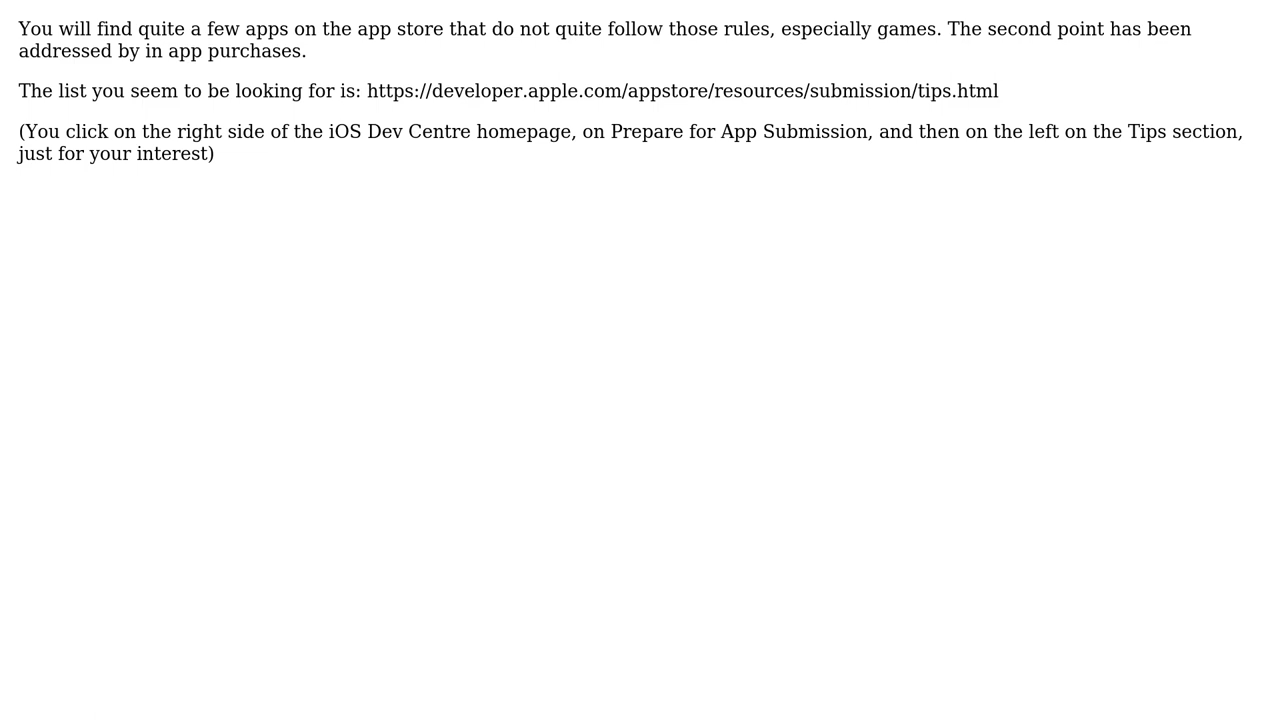 You will find quite a few apps on the app store that do not quite follow those rules, especially games. The second point has been
addressed by in app purchases.
The list you seem to be looking for is: https://developer.apple.com/appstore/resources/submission/tips.html
(You click on the right side of the iOS Dev Centre homepage, on Prepare for App Submission, and then on the left on the Tips section,
just for your interest)